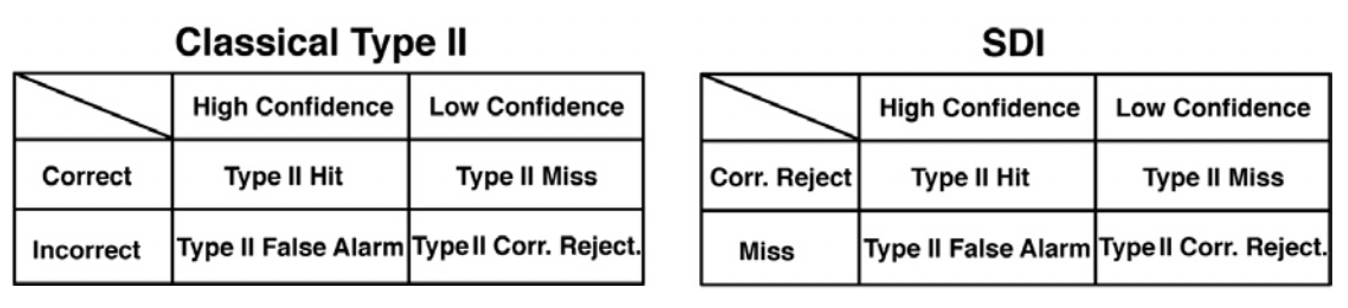 Classical Type II
High Confidence Low Confidence
Correct Type II Hit Type II Miss
Incorrect Type II False Alarm Type II Corr. Reject.
SDI
High Confidence Low Confidence
Corr. Reject Type II Hit Type II Miss
Miss Type II False Alarm Type II Corr. Reject.